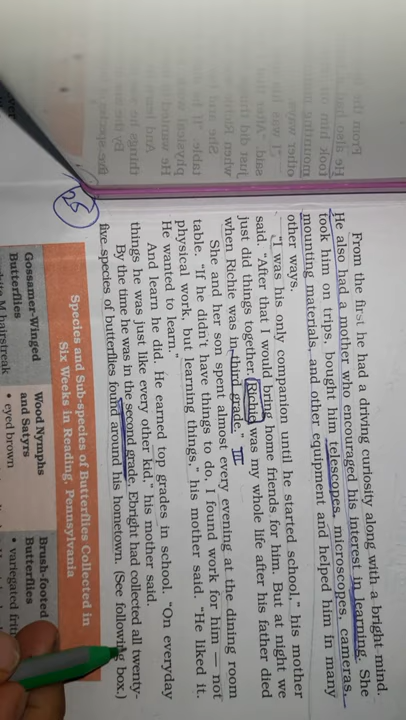 From the first he had a driving curiosity along with a bright mind.
He also had a mother who encouraged his interest in learning. She
took him on trips, bought him telescopes, microscopes, cameras,
mounting materials, and other equipment and helped him in many
other ways.
"I was his only companion until he started school," his mother
said. "After that I would bring home friends for him. But at night we
just did things together. Richie was my whole life after his father died
when Richie was in third grade."
She and her son spent almost every evening at the dining room
table. "If he didn't have things to do, I found work for him — not
physical work, but learning things," his mother said. "He liked it.
He wanted to learn."
And learn he did. He earned top grades in school. "On everyday
things he was just like every other kid," his mother said.
By the time he was in the second grade, Ebright had collected all twenty-
five species of butterflies found around his hometown. (See following box.)
Species and Sub-species of Butterflies Collected in
Six Weeks in Reading, Pennsylvania
Gossamer-Winged
Butterflies
hairstreak
Wood Nymphs
and Satyrs
• eyed brown
Brush-footed
Butterflies
• variegated